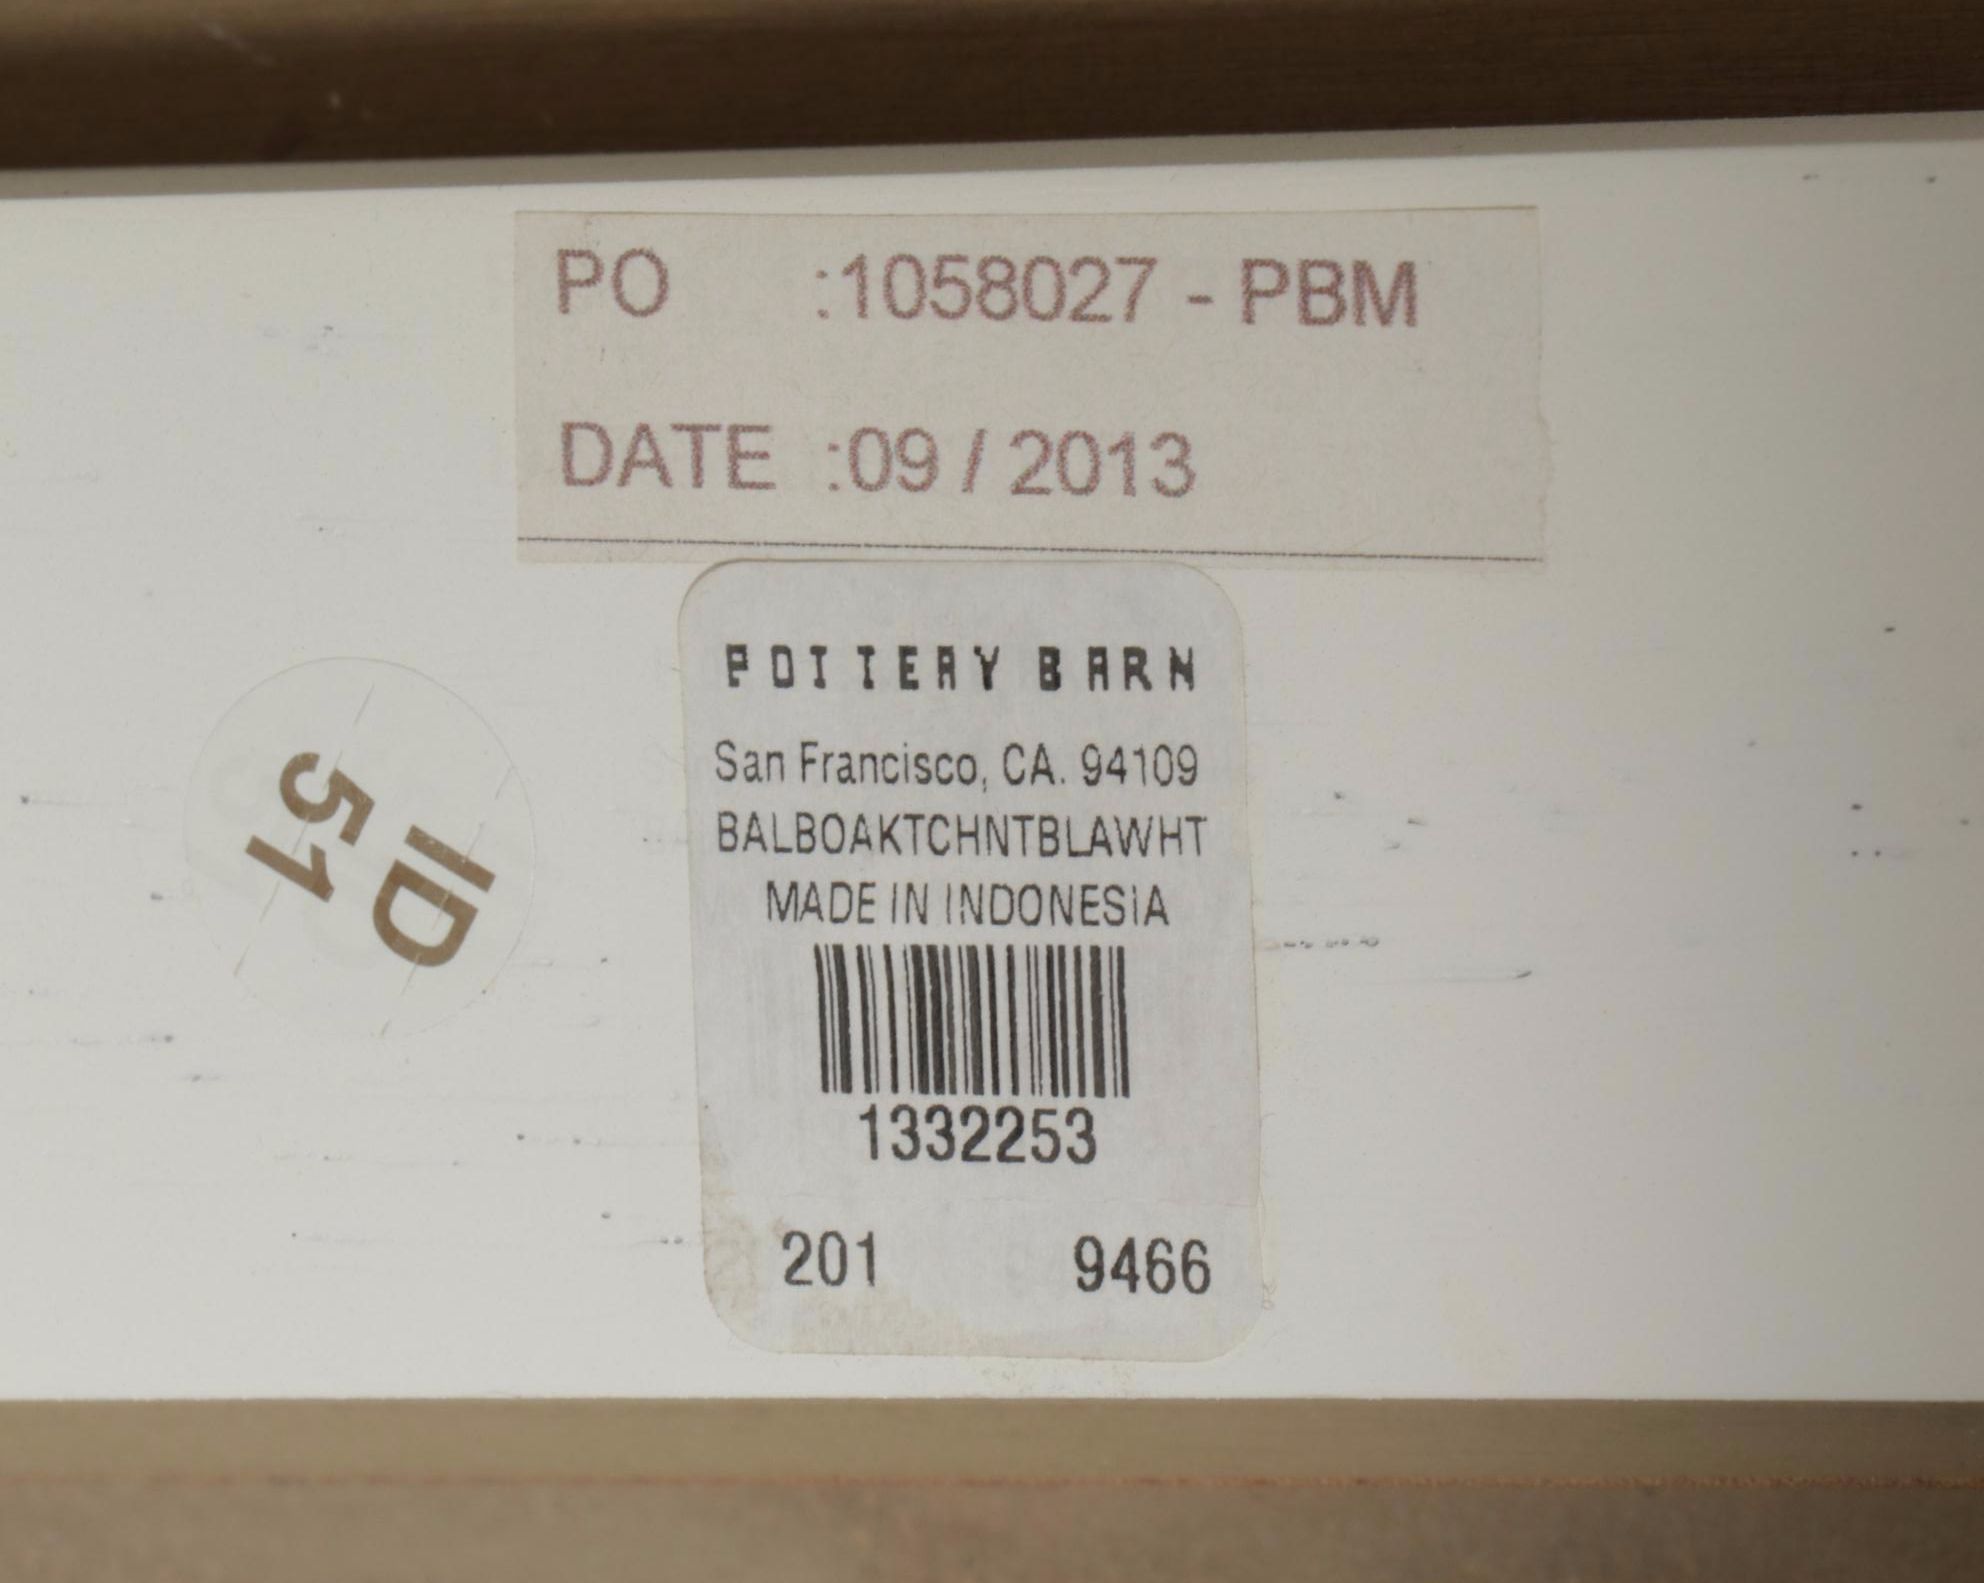 PO :1058027 - PBM
DATE :09 / 2013
POTTERY BARN
San Francisco, CA. 94109
BALBOAKTCHNTBLAWHT
MADE IN INDONESIA
1332253
201 9466
ID
51